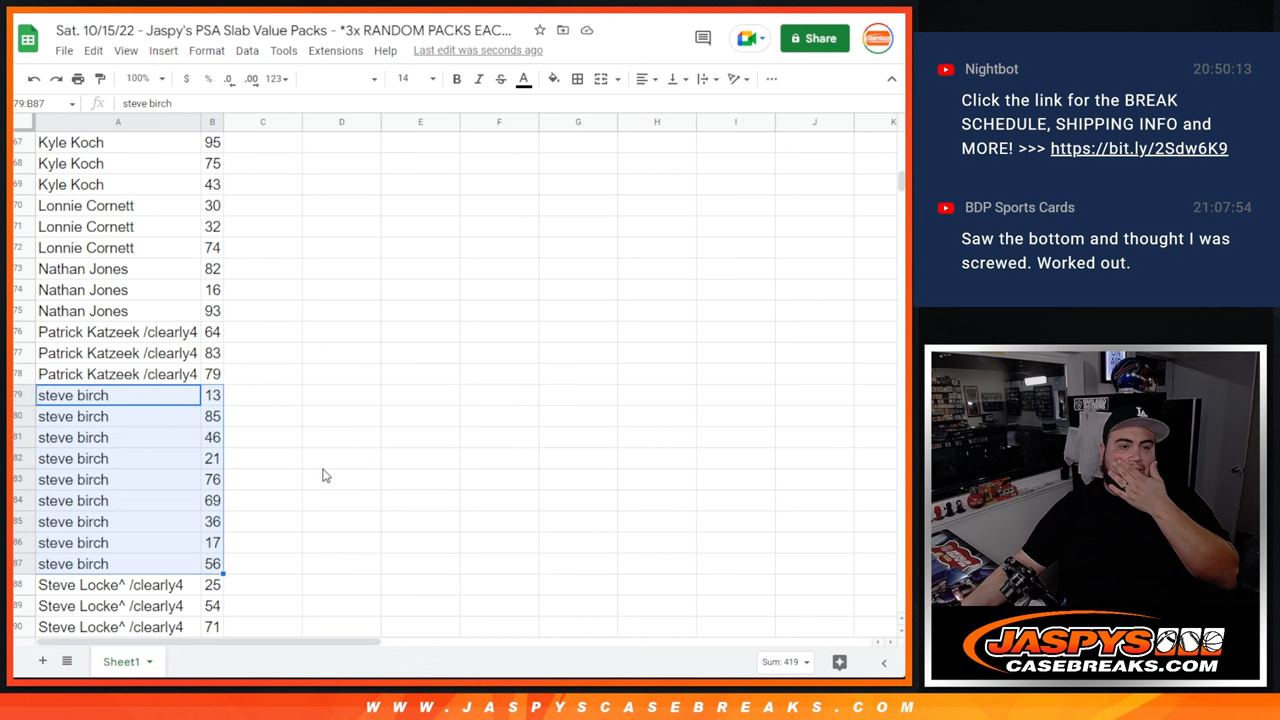 Sat. 10/15/22 - Jaspy's PSA Slab Value Packs - *3x RANDOM PACKS EAC...
File Edit View Insert Format Data Tools Extensions Help Last edit was seconds ago
Share
100% $ % .0 .00 123 14 B I S A
79:B87 fx steve birch
A B C D E F G H I J K
67 Kyle Koch 95
68 Kyle Koch 75
69 Kyle Koch 43
70 Lonnie Cornett 30
71 Lonnie Cornett 32
72 Lonnie Cornett 74
73 Nathan Jones 82
74 Nathan Jones 16
75 Nathan Jones 93
76 Patrick Katzeek /clearly4 64
77 Patrick Katzeek /clearly4 83
78 Patrick Katzeek /clearly4 79
79 steve birch 13
80 steve birch 85
81 steve birch 46
82 steve birch 21
83 steve birch 76
84 steve birch 69
85 steve birch 36
86 steve birch 17
87 steve birch 56
88 Steve Locke^ /clearly4 25
89 Steve Locke^ /clearly4 54
90 Steve Locke^ /clearly4 71
Sheet1
Sum: 419
Nightbot 20:50:13
Click the link for the BREAK
SCHEDULE, SHIPPING INFO and
MORE! >>> https://bit.ly/2Sdw6K9
BDP Sports Cards 21:07:54
Saw the bottom and thought I was
screwed. Worked out.
LA
JASPYS
CASEBREAKS.COM
WWW.JASPYSCASEBREAKS.COM